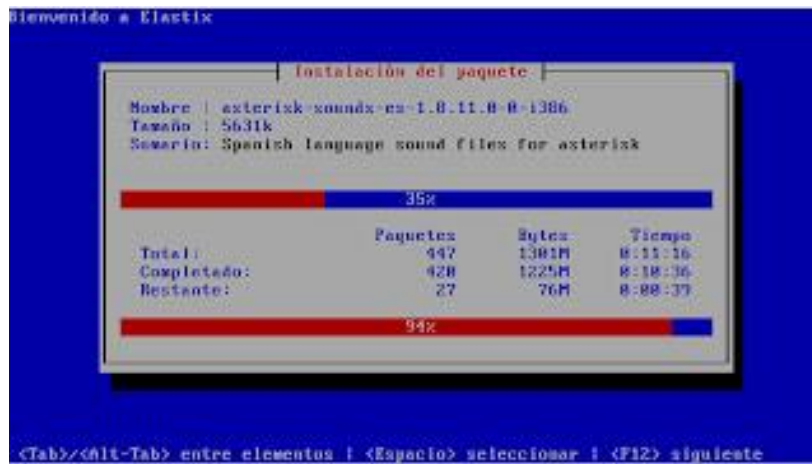 Bienvenido a Elastix
Instalación del paquete
Nombre : asterisk-sounds-es-1.8.11.0-0-i386
Tamaño : 5631k
Sumario: Spanish language sound files for asterisk
35%
Paquetes Bytes Tiempo
Total: 447 1301M 0:11:16
Completado: 420 1225M 0:10:36
Restante: 27 76M 0:00:39
94%
<Tab>/<Alt-Tab> entre elementos | <Espacio> seleccionar | <F12> siguiente